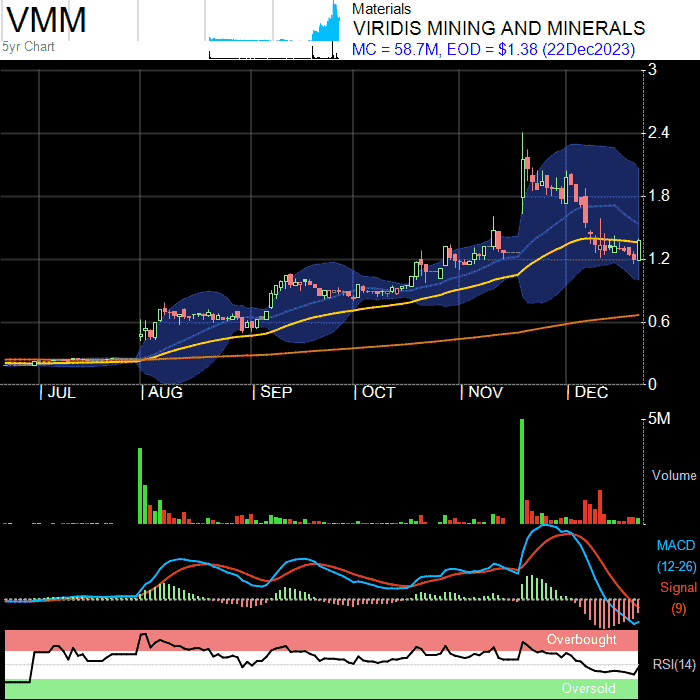 VMM
5yr Chart
Materials
VIRIDIS MINING AND MINERALS
MC = 58.7M, EOD = $1.38 (22Dec2023)
3
2.4
1.8
1.2
0.6
0
JUL
AUG
SEP
OCT
NOV
DEC
5M
Volume
MACD
(12-26)
Signal
(9)
Overbought
RSI(14)
Oversold